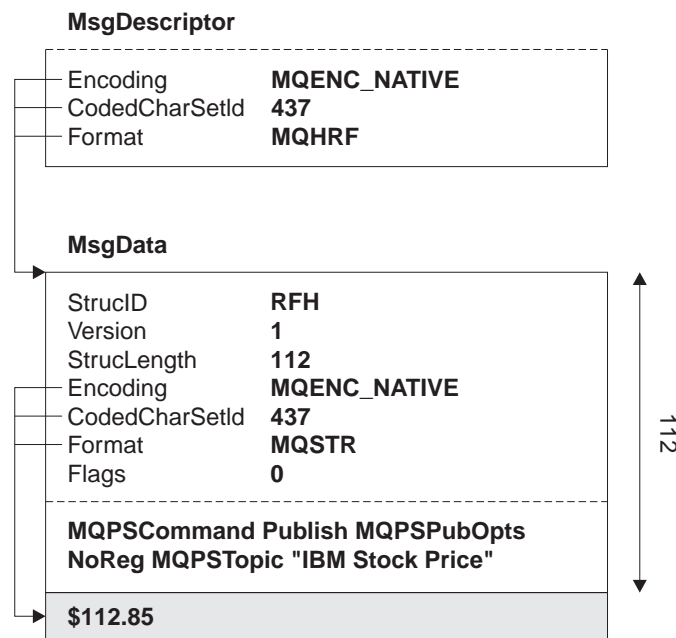 MsgDescriptor
Encoding MQENC_NATIVE
CodedCharSetId 437
Format MQHRF
MsgData
StrucID RFH
Version 1
StrucLength 112
Encoding MQENC_NATIVE
CodedCharSetId 437
Format MQSTR
Flags 0
112
MQPSCommand Publish MQPSPubOpts
NoReg MQPSTopic "IBM Stock Price"
$112.85